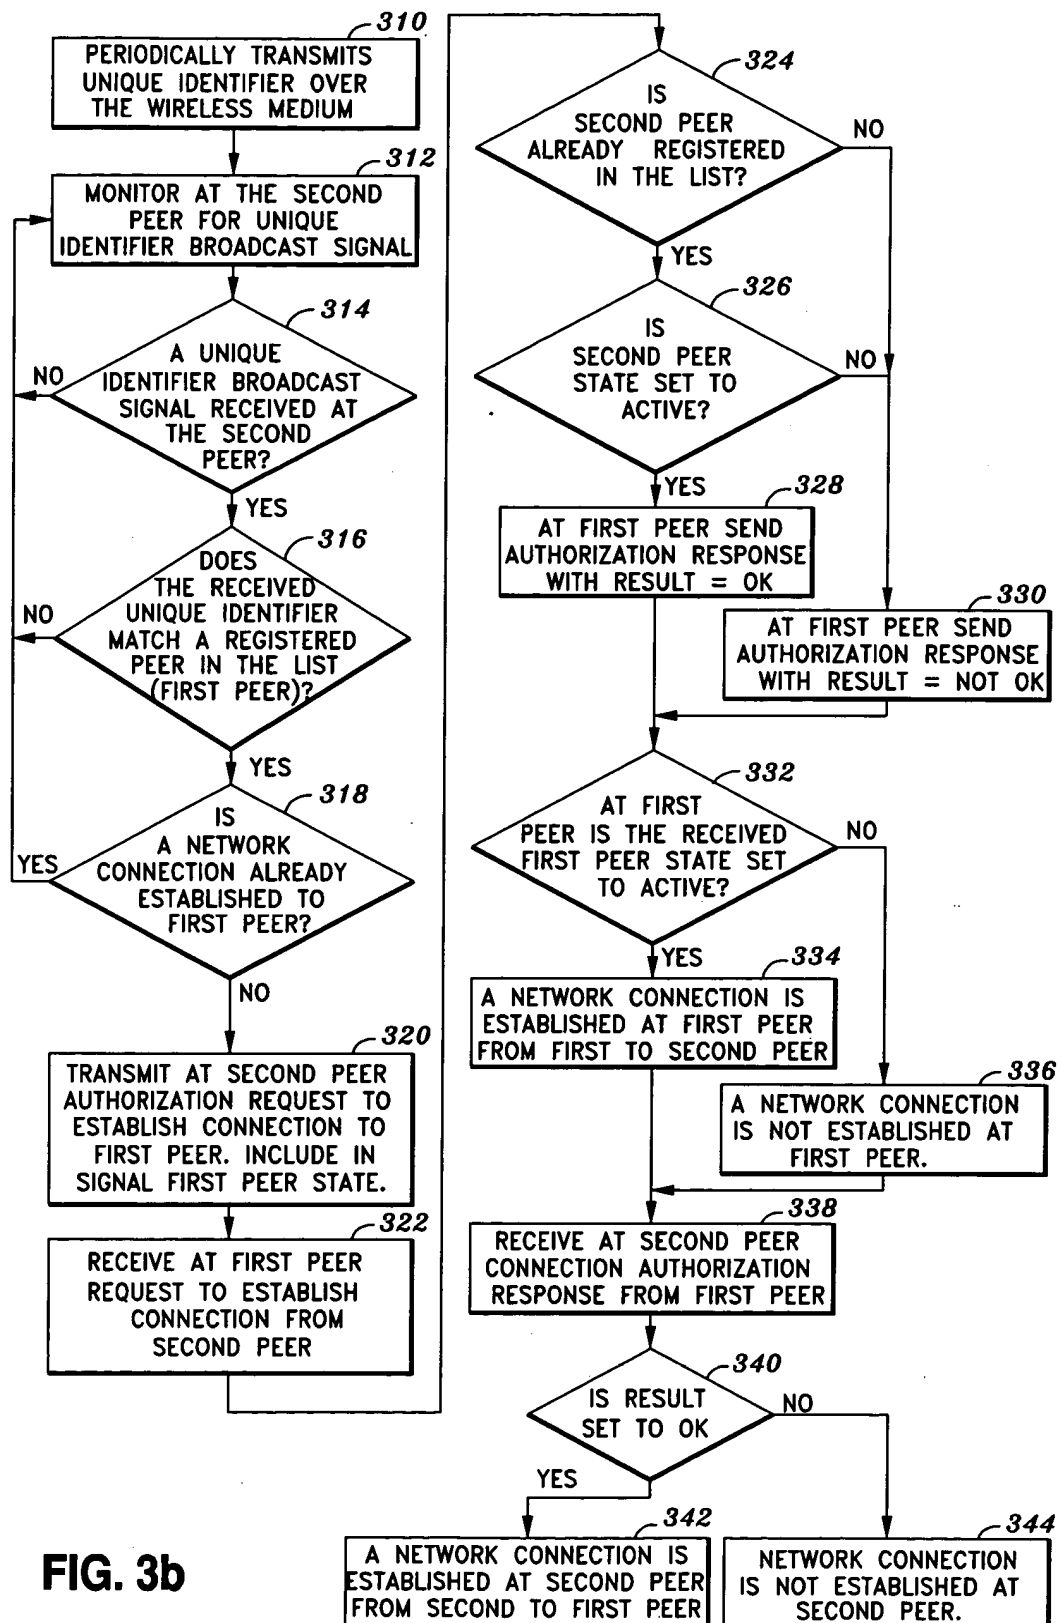 310
PERIODICALLY TRANSMITS
UNIQUE IDENTIFIER OVER
THE WIRELESS MEDIUM
312
MONITOR AT THE SECOND
PEER FOR UNIQUE
IDENTIFIER BROADCAST SIGNAL
314
A UNIQUE
IDENTIFIER BROADCAST
SIGNAL RECEIVED AT
THE SECOND
PEER?
NO
YES
316
DOES
THE RECEIVED
UNIQUE IDENTIFIER
MATCH A REGISTERED
PEER IN THE LIST
(FIRST PEER)?
NO
YES
318
IS
A NETWORK
CONNECTION ALREADY
ESTABLISHED TO
FIRST PEER?
YES
NO
320
TRANSMIT AT SECOND PEER
AUTHORIZATION REQUEST TO
ESTABLISH CONNECTION TO
FIRST PEER. INCLUDE IN
SIGNAL FIRST PEER STATE.
322
RECEIVE AT FIRST PEER
REQUEST TO ESTABLISH
CONNECTION FROM
SECOND PEER
324
IS
SECOND PEER
ALREADY REGISTERED
IN THE LIST?
NO
YES
326
IS
SECOND PEER
STATE SET TO
ACTIVE?
NO
YES
328
AT FIRST PEER SEND
AUTHORIZATION RESPONSE
WITH RESULT = OK
330
AT FIRST PEER SEND
AUTHORIZATION RESPONSE
WITH RESULT = NOT OK
332
AT FIRST
PEER IS THE RECEIVED
FIRST PEER STATE SET
TO ACTIVE?
NO
YES
334
A NETWORK CONNECTION IS
ESTABLISHED AT FIRST PEER
FROM FIRST TO SECOND PEER
336
A NETWORK CONNECTION
IS NOT ESTABLISHED AT
FIRST PEER.
338
RECEIVE AT SECOND PEER
CONNECTION AUTHORIZATION
RESPONSE FROM FIRST PEER
340
IS RESULT
SET TO OK
NO
YES
342
A NETWORK CONNECTION IS
ESTABLISHED AT SECOND PEER
FROM SECOND TO FIRST PEER
344
NETWORK CONNECTION
IS NOT ESTABLISHED AT
SECOND PEER.
FIG. 3b